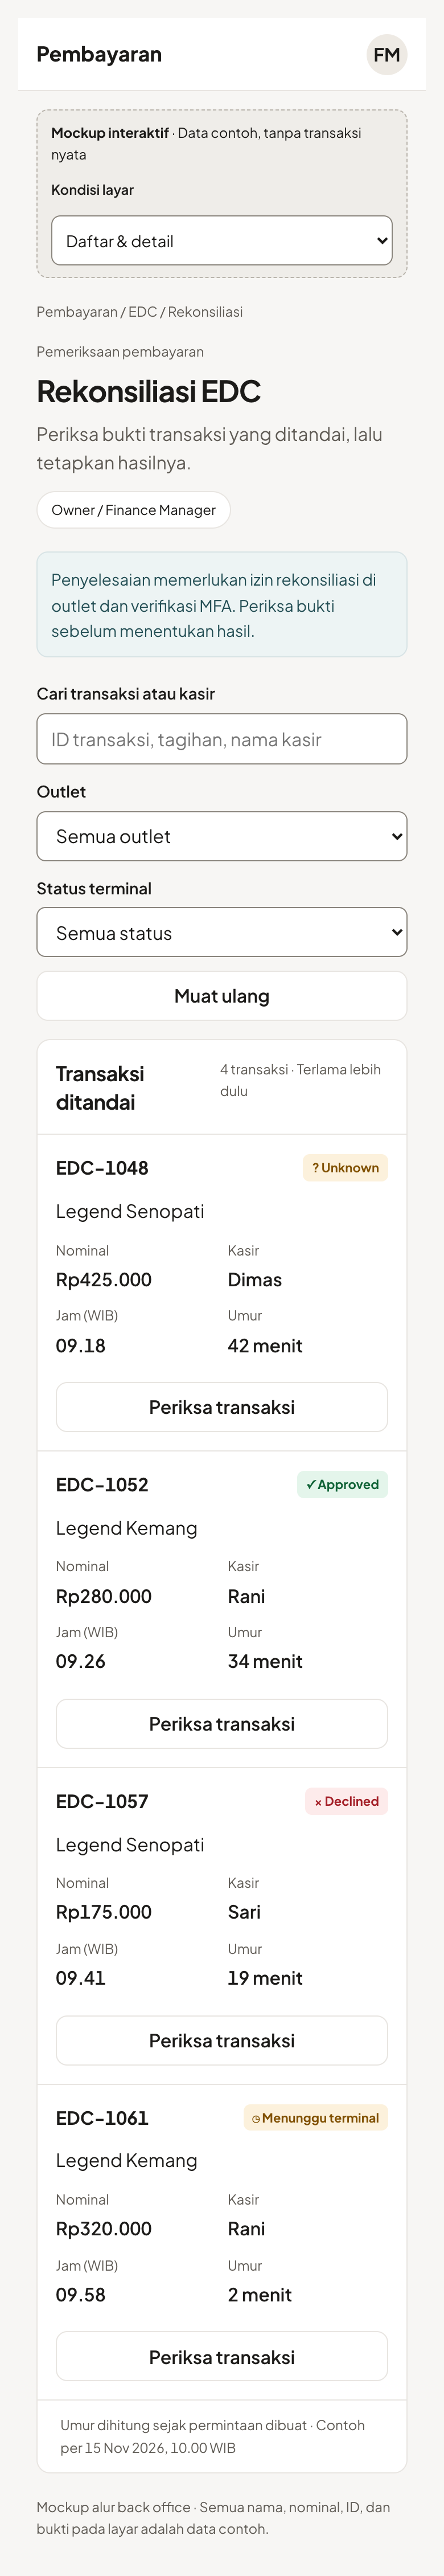 Pembayaran
FM
Mockup interaktif · Data contoh, tanpa transaksi
nyata
Kondisi layar
Daftar & detail
Pembayaran / EDC / Rekonsiliasi
Pemeriksaan pembayaran
Rekonsiliasi EDC
Periksa bukti transaksi yang ditandai, lalu
tetapkan hasilnya.
Owner / Finance Manager
Penyelesaian memerlukan izin rekonsiliasi di
outlet dan verifikasi MFA. Periksa bukti
sebelum menentukan hasil.
Cari transaksi atau kasir
ID transaksi, tagihan, nama kasir
Outlet
Semua outlet
Status terminal
Semua status
Muat ulang
Transaksi
ditandai
4 transaksi · Terlama lebih
dulu
EDC-1048
? Unknown
Legend Senopati
Nominal
Kasir
Rp425.000
Dimas
Jam (WIB)
Umur
09.18
42 menit
Periksa transaksi
EDC-1052
✓ Approved
Legend Kemang
Nominal
Kasir
Rp280.000
Rani
Jam (WIB)
Umur
09.26
34 menit
Periksa transaksi
EDC-1057
× Declined
Legend Senopati
Nominal
Kasir
Rp175.000
Sari
Jam (WIB)
Umur
09.41
19 menit
Periksa transaksi
EDC-1061
◷ Menunggu terminal
Legend Kemang
Nominal
Kasir
Rp320.000
Rani
Jam (WIB)
Umur
09.58
2 menit
Periksa transaksi
Umur dihitung sejak permintaan dibuat · Contoh
per 15 Nov 2026, 10.00 WIB
Mockup alur back office · Semua nama, nominal, ID, dan
bukti pada layar adalah data contoh.